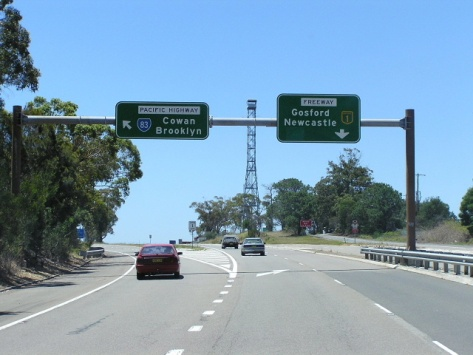 PACIFIC HIGHWAY
83 Cowan
Brooklyn
FREEWAY
Gosford 1
Newcastle